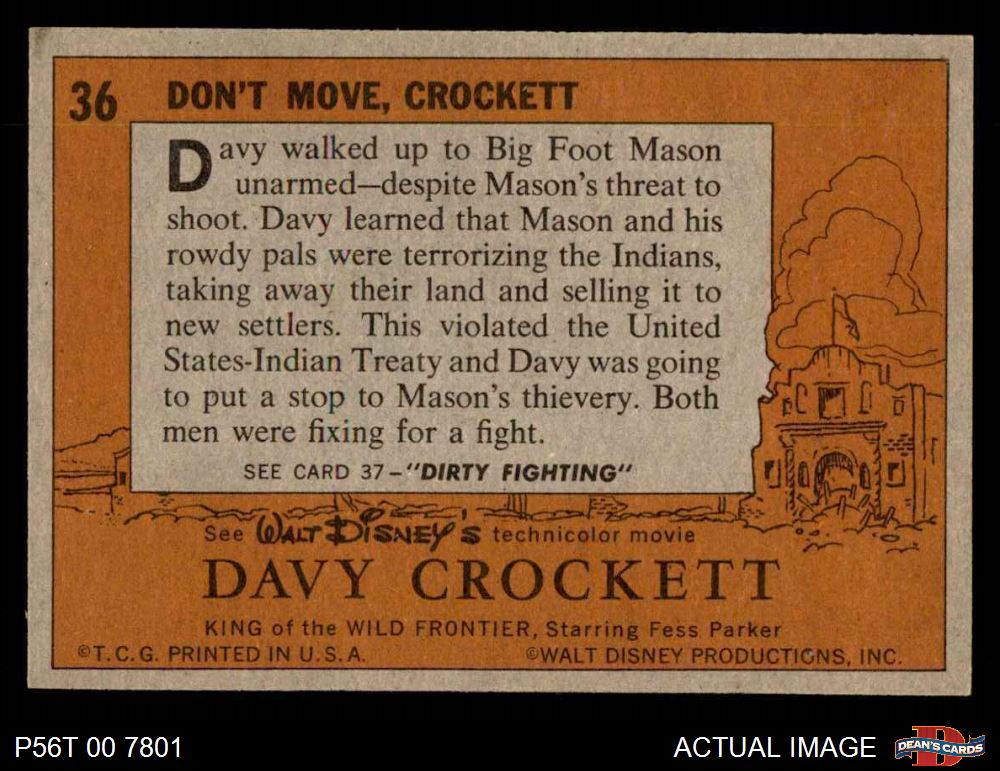 36 DON'T MOVE, CROCKETT
Davy walked up to Big Foot Mason
unarmed—despite Mason's threat to
shoot. Davy learned that Mason and his
rowdy pals were terrorizing the Indians,
taking away their land and selling it to
new settlers. This violated the United
States-Indian Treaty and Davy was going
to put a stop to Mason's thievery. Both
men were fixing for a fight.
SEE CARD 37-"DIRTY FIGHTING"
See WALT DISNEY'S technicolor movie
DAVY CROCKETT
KING of the WILD FRONTIER, Starring Fess Parker
©T.C.G. PRINTED IN U.S.A. ©WALT DISNEY PRODUCTIONS, INC.
P56T 00 7801 ACTUAL IMAGE D DEAN'S CARDS